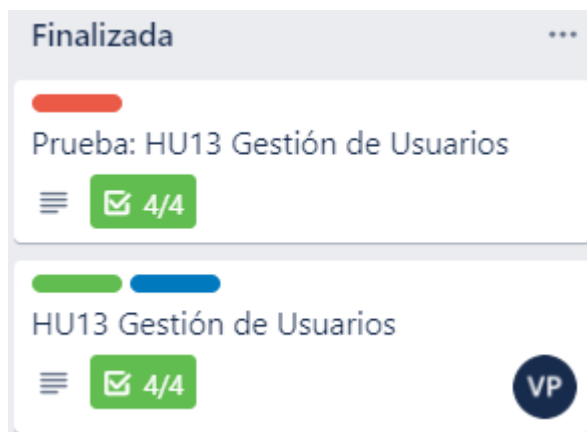 Finalizada
Prueba: HU13 Gestión de Usuarios
4/4
HU13 Gestión de Usuarios
4/4
VP